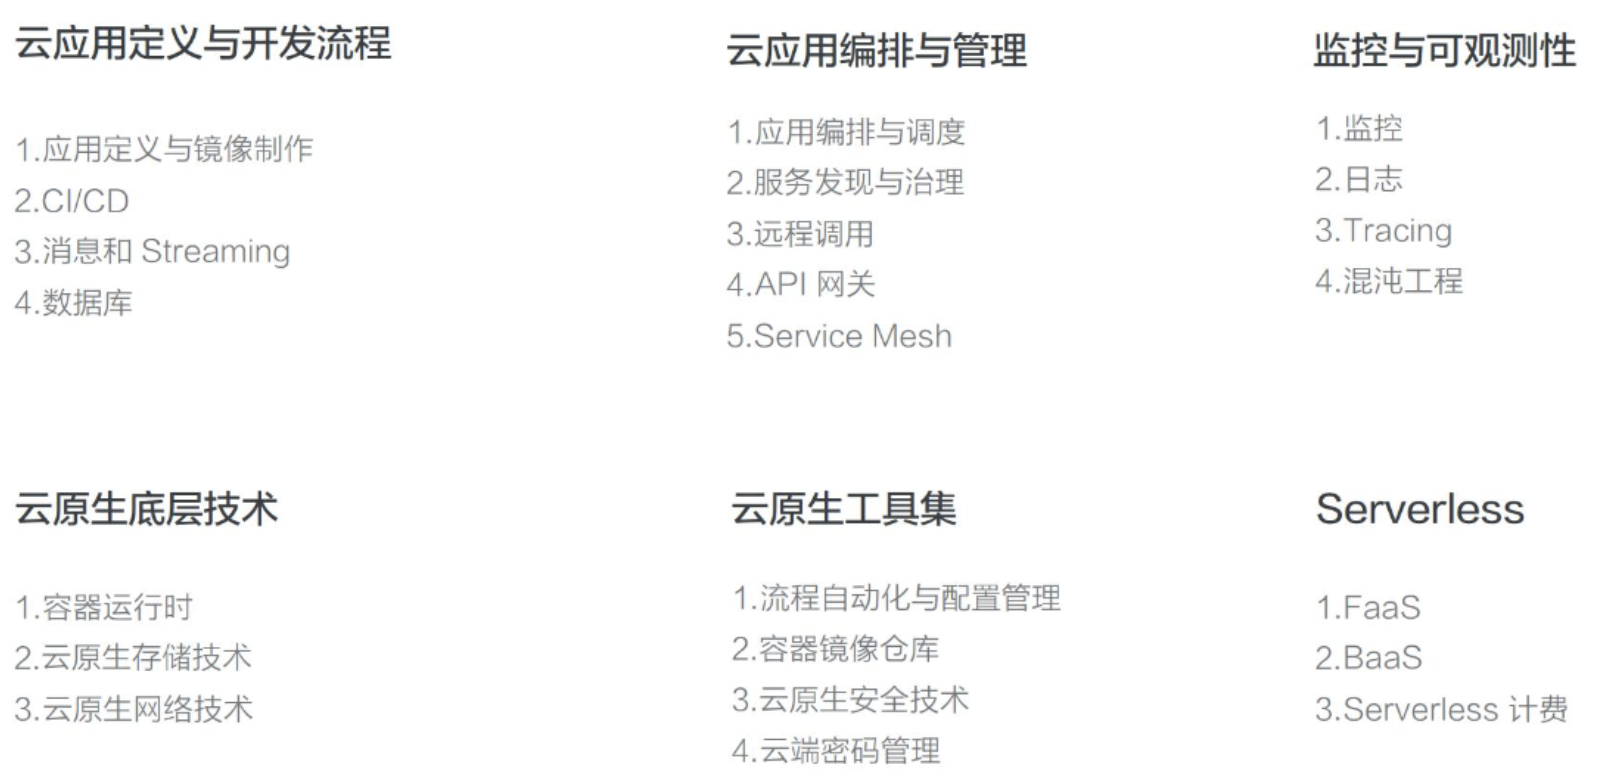 云应用定义与开发流程
1.应用定义与镜像制作
2.CI/CD
3.消息和 Streaming
4.数据库
云应用编排与管理
1.应用编排与调度
2.服务发现与治理
3.远程调用
4.API 网关
5.Service Mesh
监控与可观测性
1.监控
2.日志
3.Tracing
4.混沌工程
云原生底层技术
1.容器运行时
2.云原生存储技术
3.云原生网络技术
云原生工具集
1.流程自动化与配置管理
2.容器镜像仓库
3.云原生安全技术
4.云端密码管理
Serverless
1.FaaS
2.BaaS
3.Serverless 计费